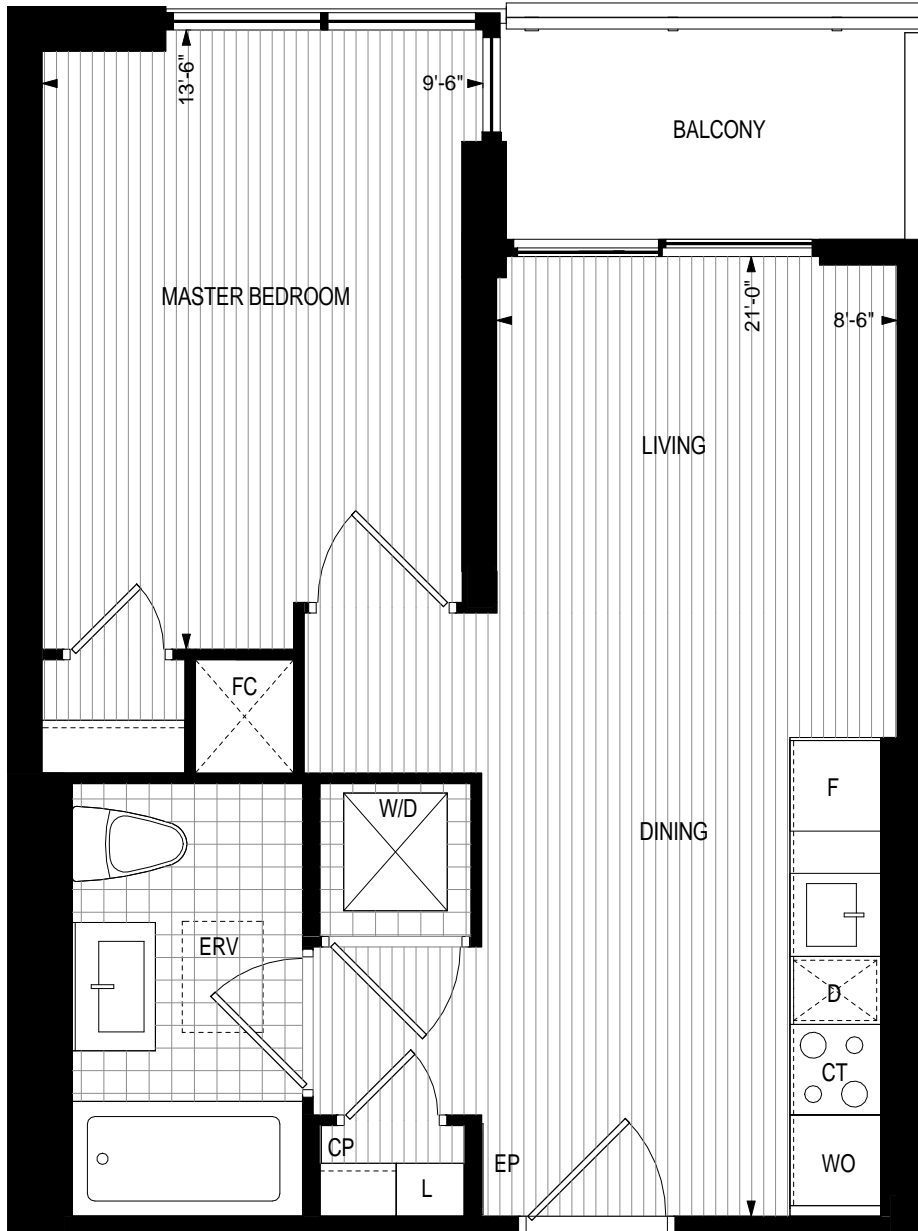 13'-6"
9'-6"
BALCONY
MASTER BEDROOM
21'-0"
8'-6"
LIVING
FC
F
W/D
DINING
ERV
D
CT
CP
EP
WO
L